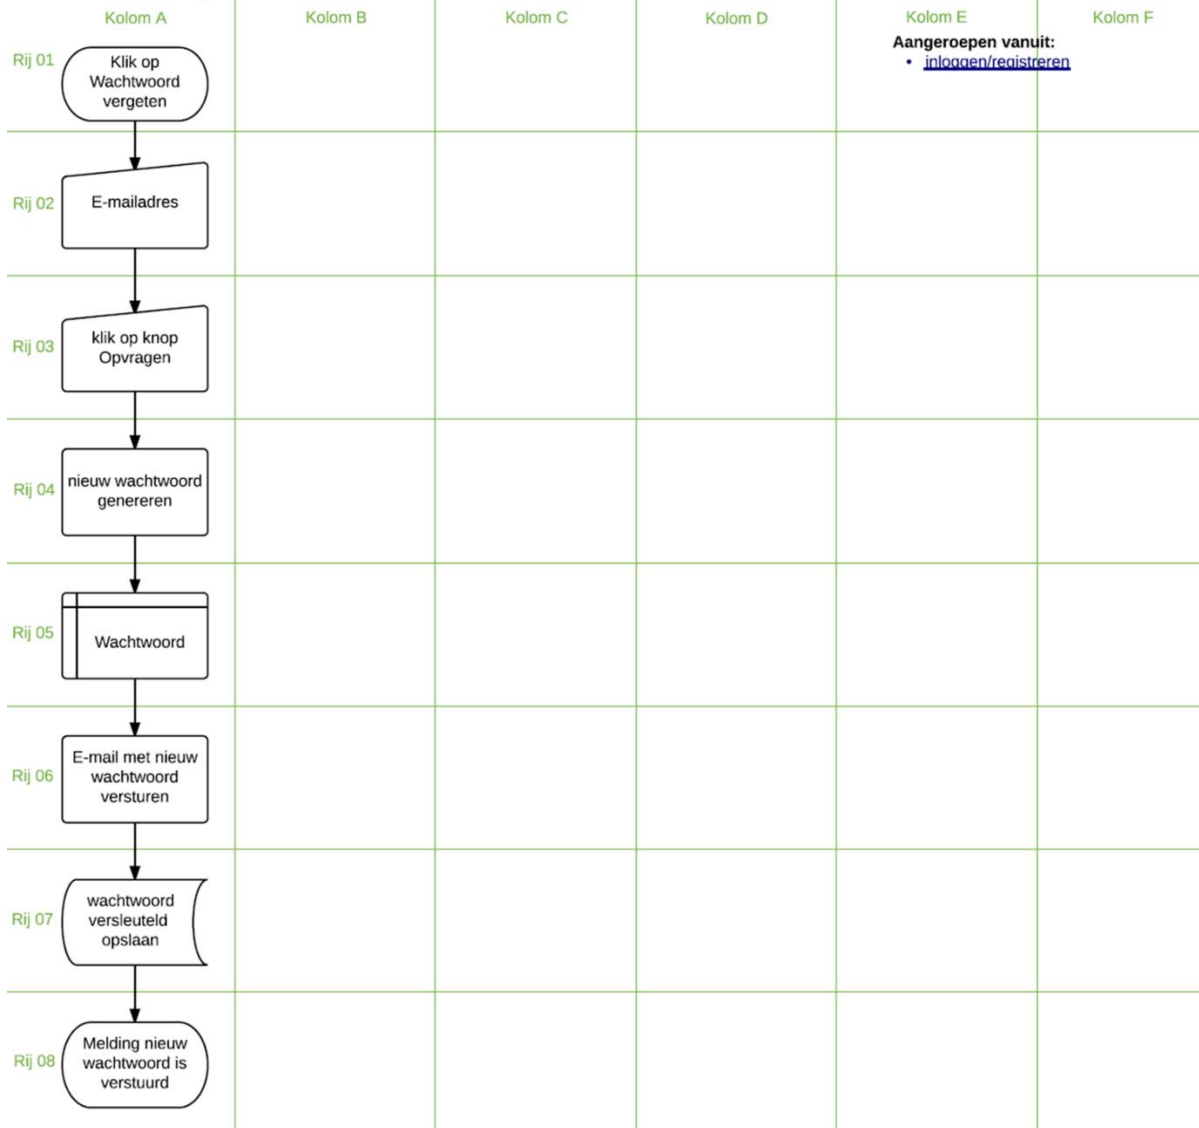 Kolom A
Kolom B
Kolom C
Kolom D
Kolom E
Kolom F
Aangeroepen vanuit:
• inloggen/registreren
Rij 01
Klik op
Wachtwoord
vergeten
Rij 02
E-mailadres
Rij 03
klik op knop
Opvragen
Rij 04
nieuw wachtwoord
genereren
Rij 05
Wachtwoord
Rij 06
E-mail met nieuw
wachtwoord
versturen
Rij 07
wachtwoord
versleuteld
opslaan
Rij 08
Melding nieuw
wachtwoord is
verstuurd